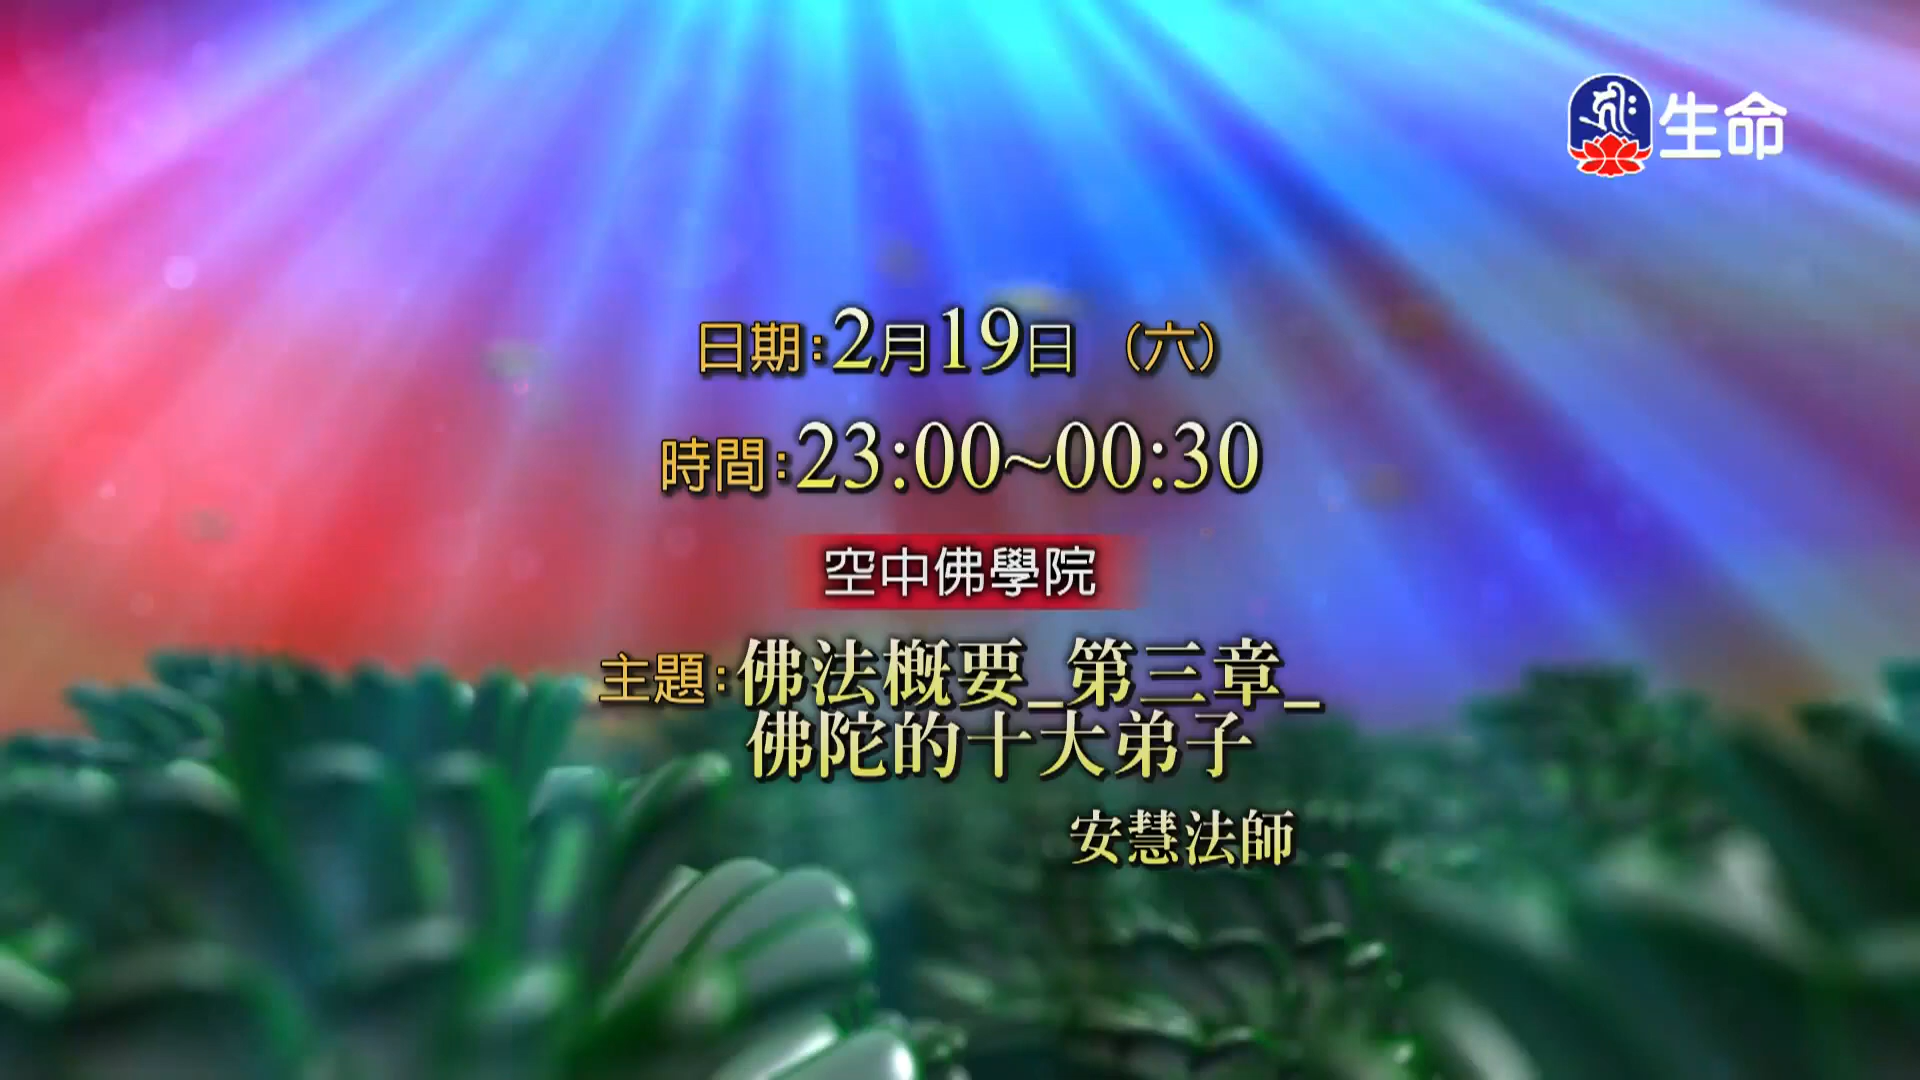 生命
日期:2月19日 (六)
時間:23:00~00:30
空中佛學院
主題:佛法概要_第三章_
佛陀的十大弟子
安慧法師